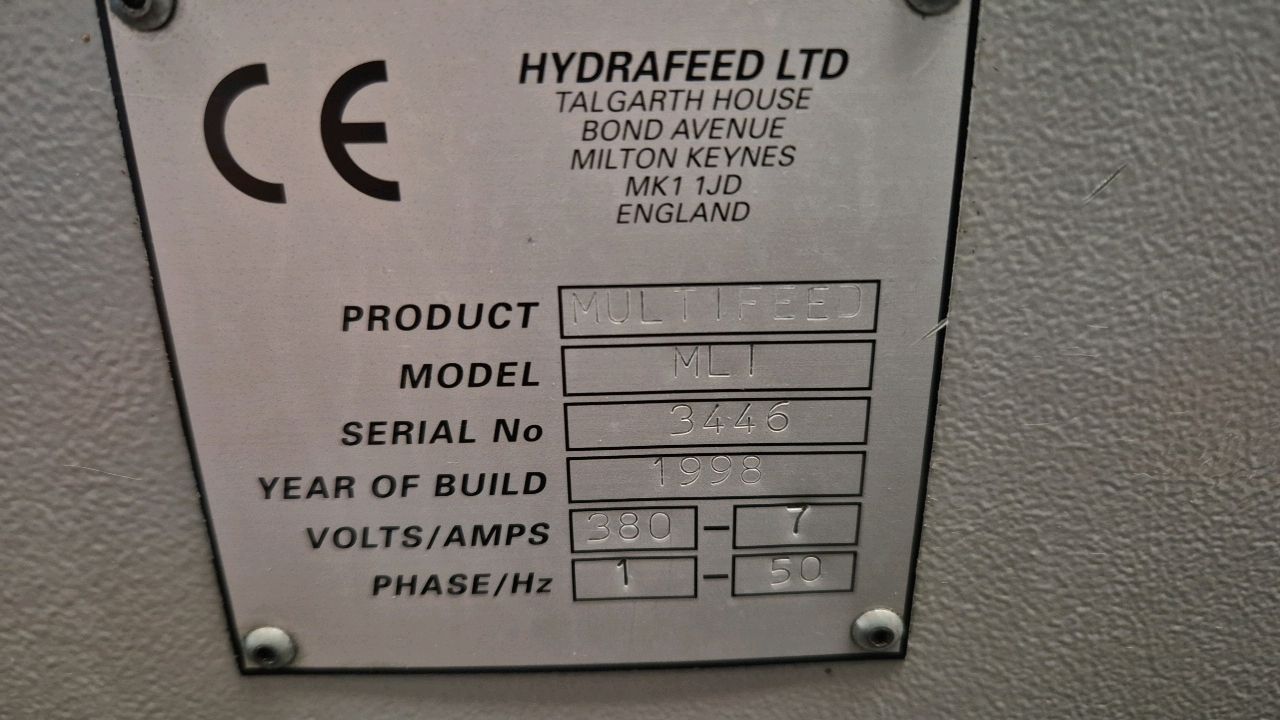 CE
HYDRAFEED LTD
TALGARTH HOUSE
BOND AVENUE
MILTON KEYNES
MK1 1JD
ENGLAND
PRODUCT MULTIFEED
MODEL MLI
SERIAL No 3446
YEAR OF BUILD 1998
VOLTS/AMPS 380 – 7
PHASE/Hz 1 – 50